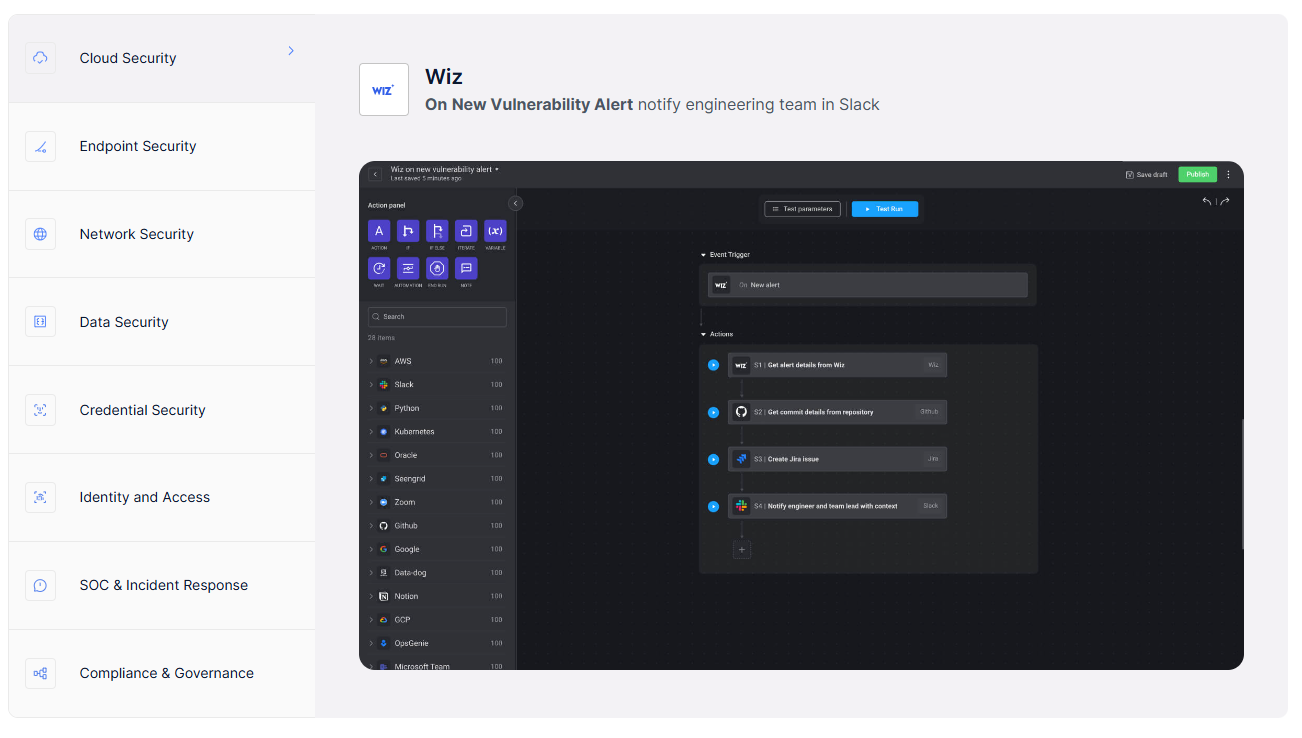 Cloud Security
Endpoint Security
Network Security
Data Security
Credential Security
Identity and Access
SOC & Incident Response
Compliance & Governance
WIZ
Wiz
On New Vulnerability Alert notify engineering team in Slack
Wiz on new vulnerability alert
Last saved 5 minutes ago
Save draft
Publish
Action panel
A
{x}
ACTION IF IF ELSE ITERATE VARIABLE
WAIT AUTOMATION END RUN NOTE
Search
28 items
AWS 100
Slack 100
Python 100
Kubernetes 100
Oracle 100
Seengrid 100
Zoom 100
Github 100
Google 100
Data-dog 100
Notion 100
GCP 100
OpsGenie 100
Microsoft Team 100
Test parameters
Test Run
Event Trigger
WIZ On New alert
Actions
WIZ S1 | Get alert details from Wiz Wiz
S2 | Get commit details from repository Github
S3 | Create Jira issue Jira
S4 | Notify engineer and team lead with context Slack